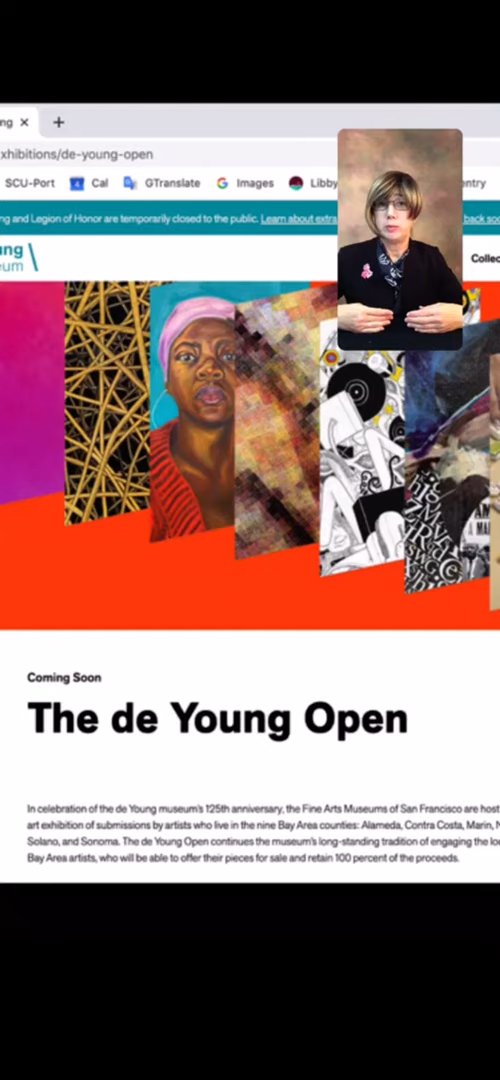 ng
xhibitions/de-young-open
SCU-Port Cal GTranslate Images Libby entry
ng and Legion of Honor are temporarily closed to the public. Learn about extra back soo
ung
eum
Collec
Coming Soon
The de Young Open
In celebration of the de Young museum's 125th anniversary, the Fine Arts Museums of San Francisco are host
art exhibition of submissions by artists who live in the nine Bay Area counties: Alameda, Contra Costa, Marin, N
Solano, and Sonoma. The de Young Open continues the museum's long-standing tradition of engaging the lo
Bay Area artists, who will be able to offer their pieces for sale and retain 100 percent of the proceeds.